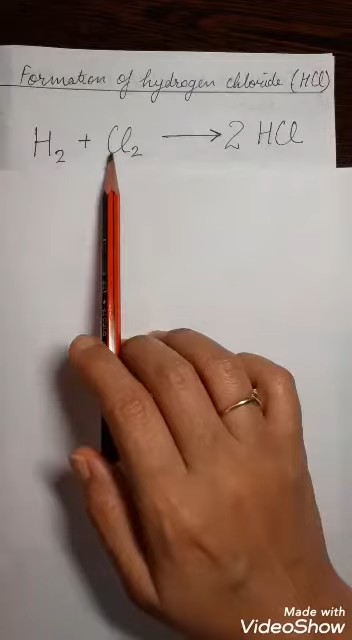 Formation of hydrogen chloride (HCl)
H₂ + Cl₂ ⟶ 2 HCl
Made with
VideoShow